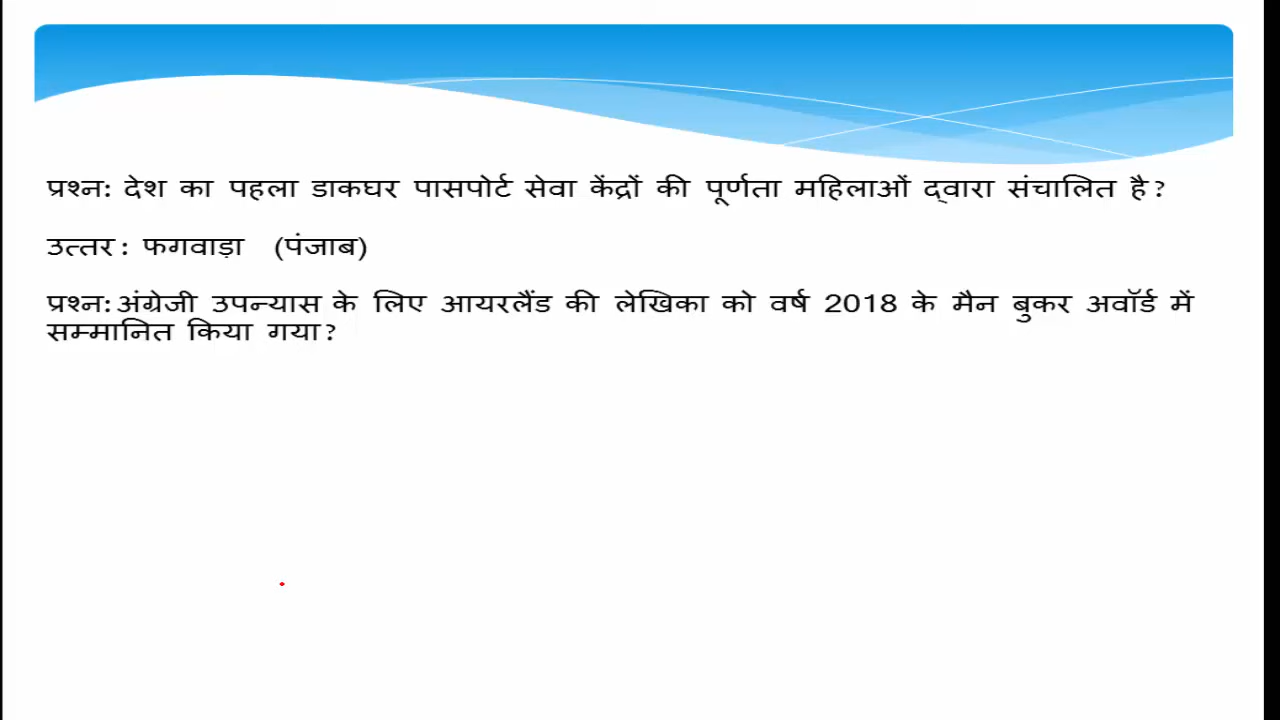 प्रश्न: देश का पहला डाकघर पासपोर्ट सेवा केंद्रों की पूर्णता महिलाओं द्वारा संचालित है?
उत्तर: फगवाड़ा (पंजाब)
प्रश्न:अंग्रेजी उपन्यास के लिए आयरलैंड की लेखिका को वर्ष 2018 के मैन बुकर अवॉर्ड में
सम्मानित किया गया?